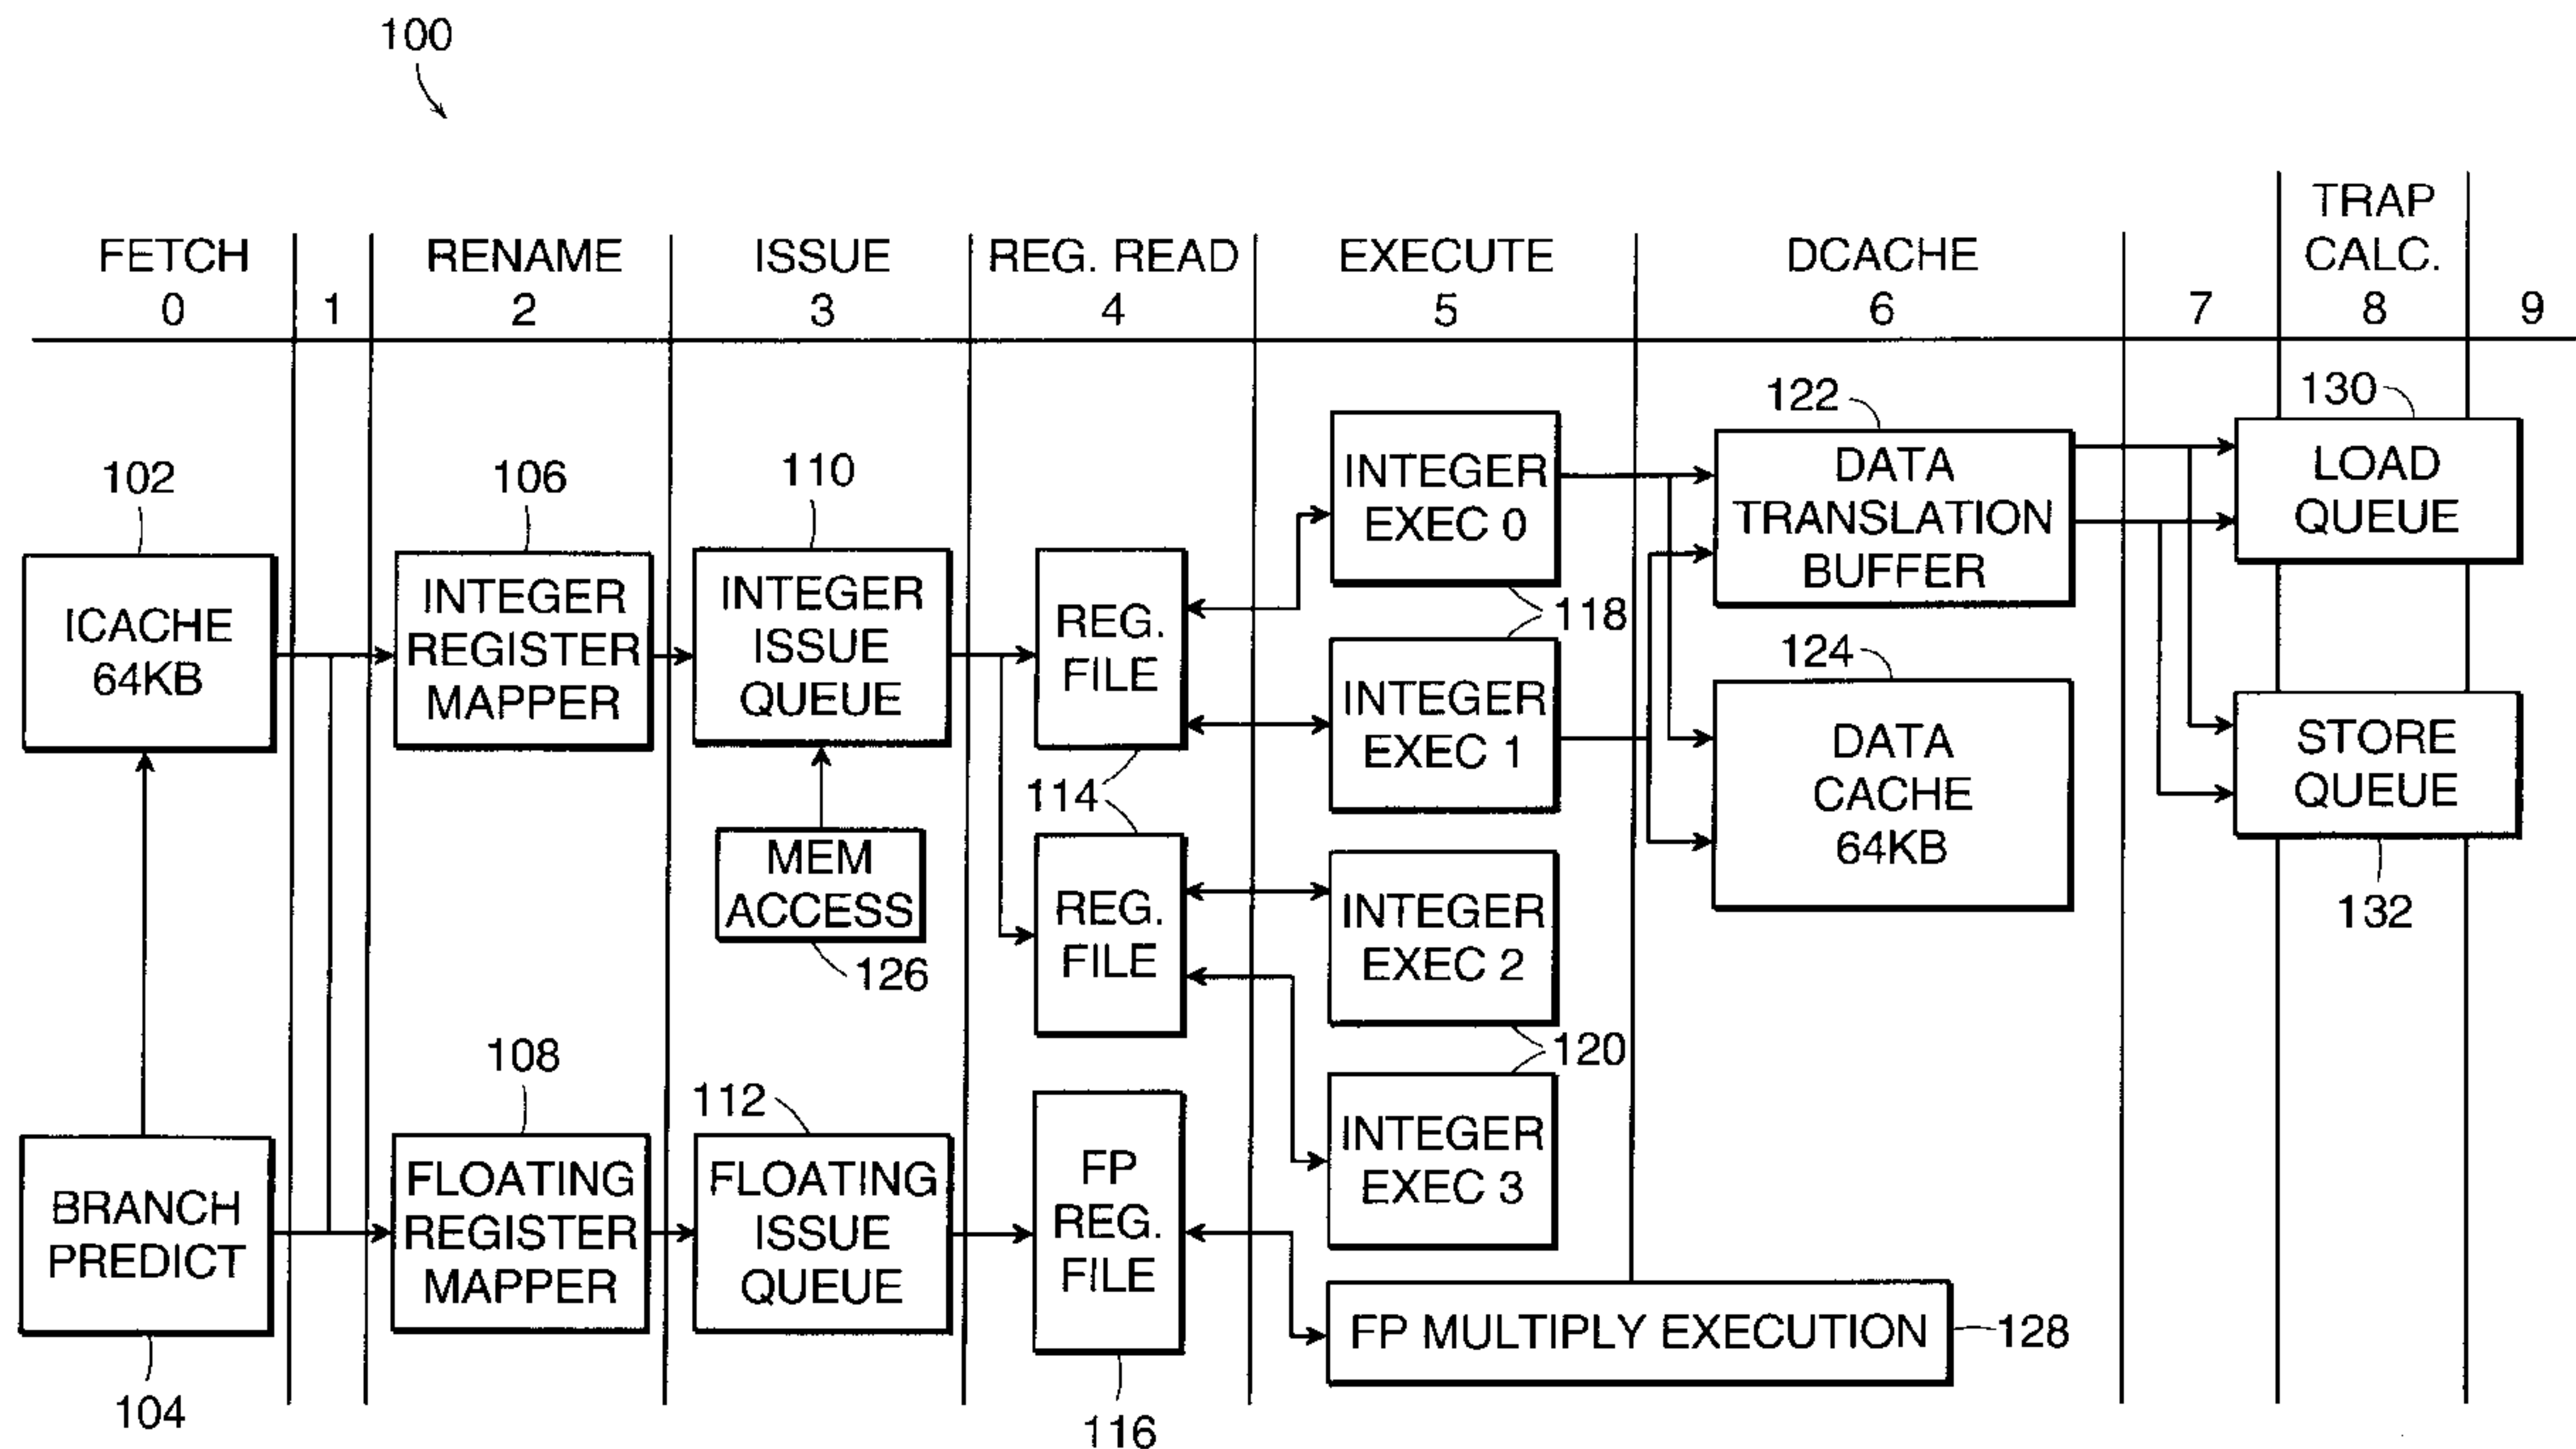 100
TRAP
FETCH RENAME ISSUE REG. READ EXECUTE DCACHE CALC.
0 1 2 3 4 5 6 7 8 9
102
ICACHE
64KB
104
BRANCH
PREDICT
106
INTEGER
REGISTER
MAPPER
108
FLOATING
REGISTER
MAPPER
110
INTEGER
ISSUE
QUEUE
MEM
ACCESS
126
112
FLOATING
ISSUE
QUEUE
REG.
FILE
114
REG.
FILE
FP
REG.
FILE
116
INTEGER
EXEC 0
118
INTEGER
EXEC 1
INTEGER
EXEC 2
120
INTEGER
EXEC 3
FP MULTIPLY EXECUTION
128
122
DATA
TRANSLATION
BUFFER
124
DATA
CACHE
64KB
130
LOAD
QUEUE
STORE
QUEUE
132